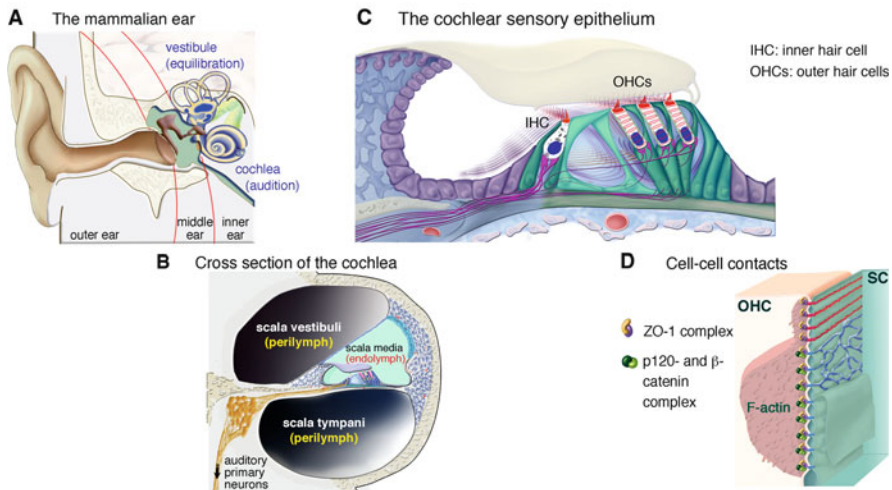 A
The mammalian ear
vestibule
(equilibration)
cochlea
(audition)
outer ear
middle
ear
inner
ear
B
Cross section of the cochlea
scala vestibuli
(perilymph)
scala media
(endolymph)
scala tympani
(perilymph)
auditory
primary
neurons
C
The cochlear sensory epithelium
IHC: inner hair cell
OHCs: outer hair cells
OHCs
IHC
D
Cell-cell contacts
SC
OHC
ZO-1 complex
p120- and β-
catenin
complex
F-actin